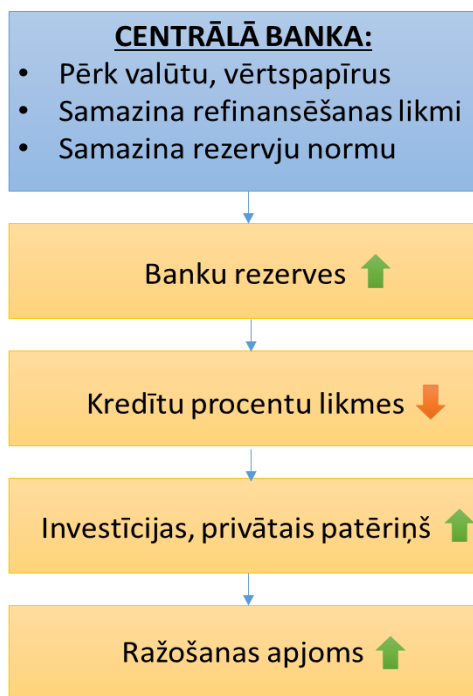 CENTRĀLĀ BANKA:
• Pērk valūtu, vērtspapīrus
• Samazina refinansēšanas likmi
• Samazina rezervju normu
Banku rezerves
Kredītu procentu likmes
Investīcijas, privātais patēriņš
Ražošanas apjoms